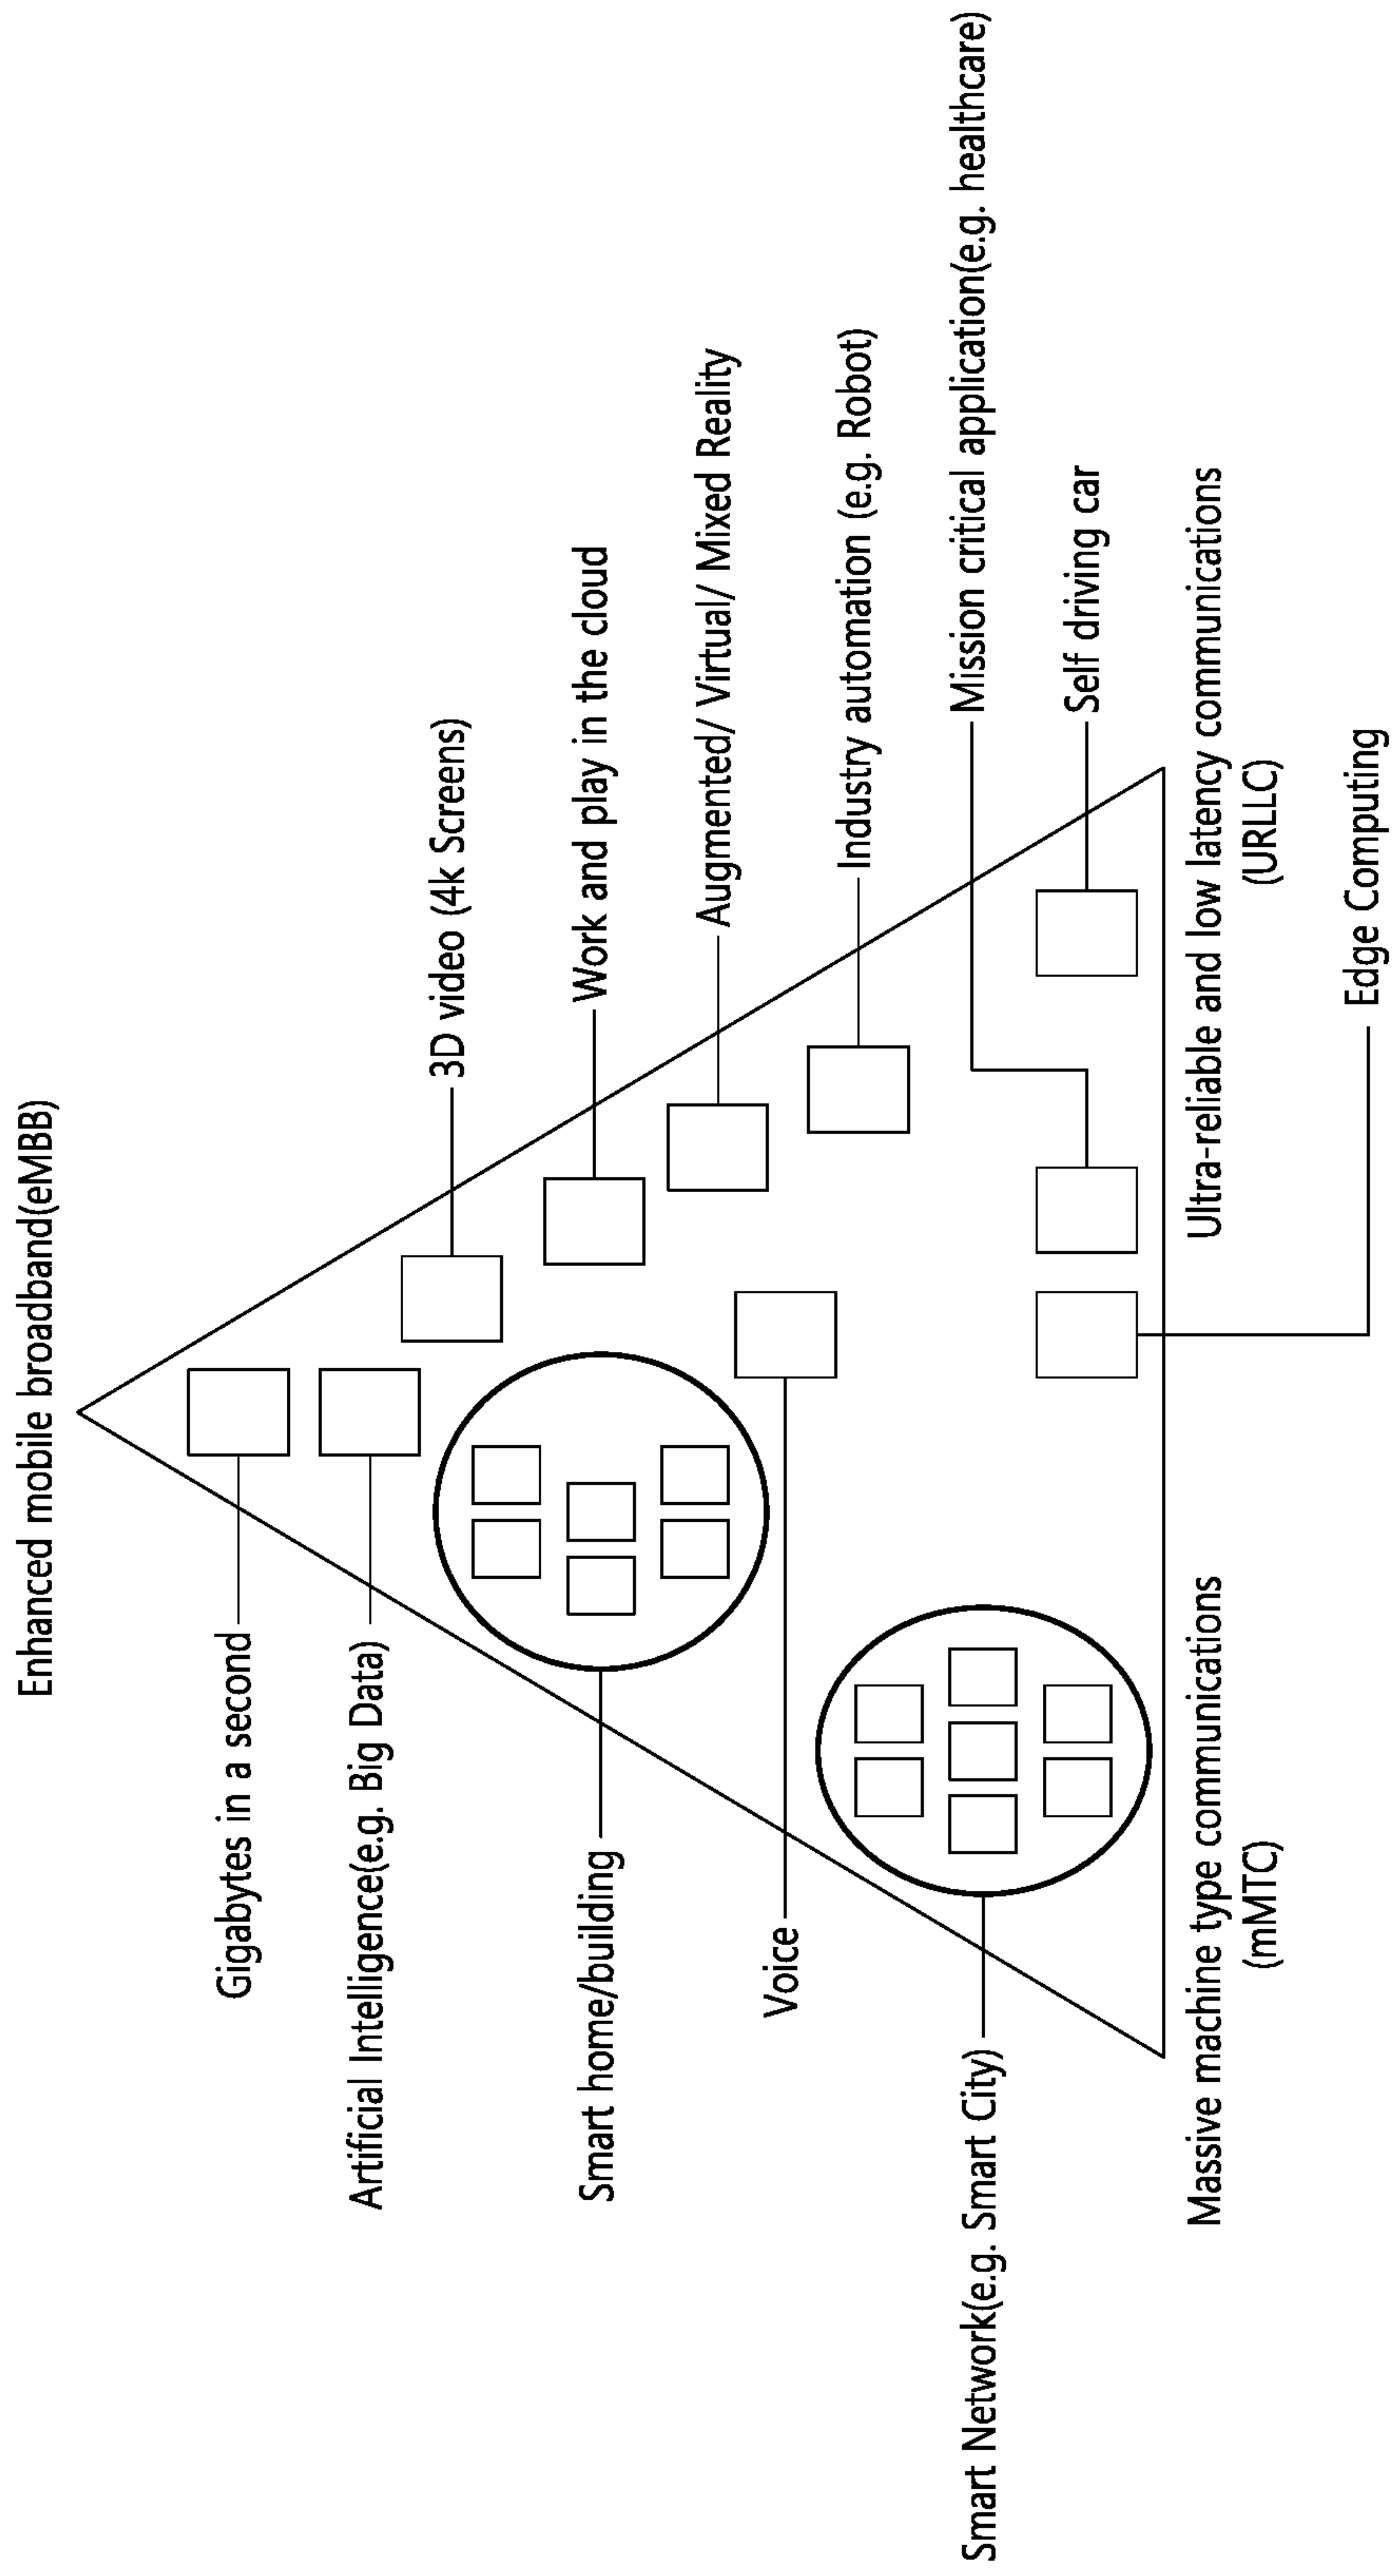 Enhanced mobile broadband(eMBB)
Gigabytes in a second
Artificial Intelligence(e.g. Big Data)
3D video (4k Screens)
Smart home/building
Work and play in the cloud
Augmented/ Virtual/ Mixed Reality
Voice
Industry automation (e.g. Robot)
Smart Network(e.g. Smart City)
Mission critical application(e.g. healthcare)
Self driving car
Massive machine type communications
(mMTC)
Ultra-reliable and low latency communications
(URLLC)
Edge Computing